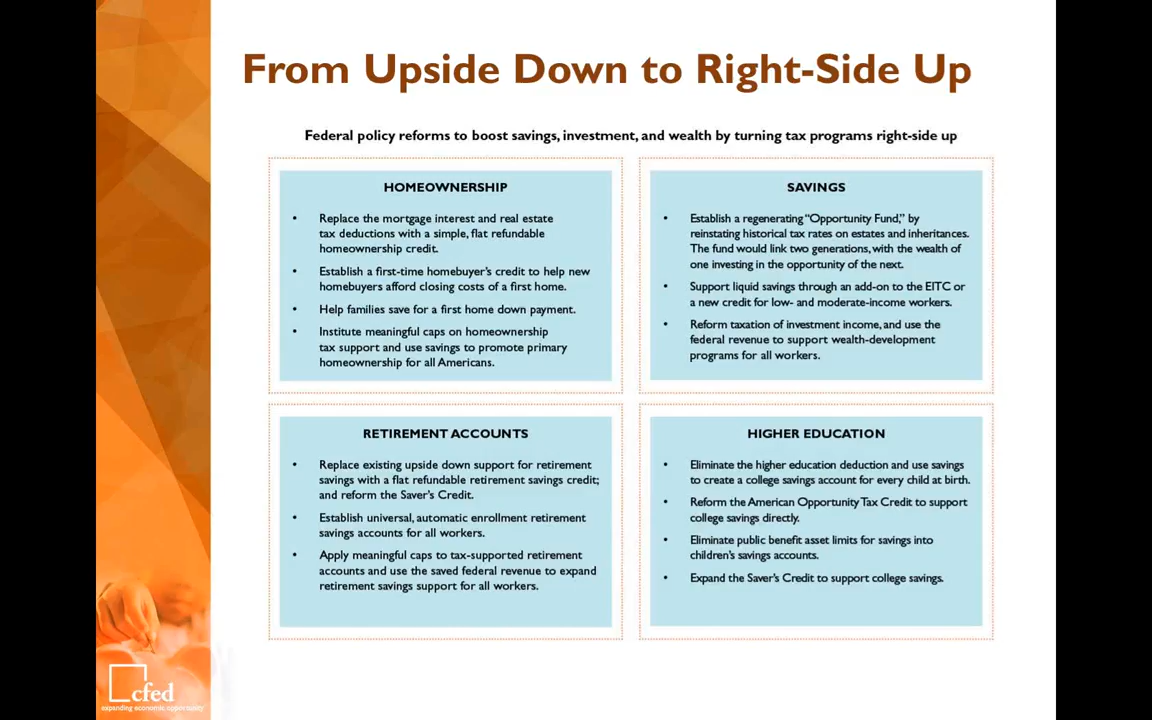 From Upside Down to Right-Side Up
Federal policy reforms to boost savings, investment, and wealth by turning tax programs right-side up
HOMEOWNERSHIP
• Replace the mortgage interest and real estate
tax deductions with a simple, flat refundable
homeownership credit.
• Establish a first-time homebuyer's credit to help new
homebuyers afford closing costs of a first home.
• Help families save for a first home down payment.
• Institute meaningful caps on homeownership
tax support and use savings to promote primary
homeownership for all Americans.
SAVINGS
• Establish a regenerating "Opportunity Fund," by
reinstating historical tax rates on estates and inheritances.
The fund would link two generations, with the wealth of
one investing in the opportunity of the next.
• Support liquid savings through an add-on to the EITC or
a new credit for low- and moderate-income workers.
• Reform taxation of investment income, and use the
federal revenue to support wealth-development
programs for all workers.
RETIREMENT ACCOUNTS
• Replace existing upside down support for retirement
savings with a flat refundable retirement savings credit;
and reform the Saver's Credit.
• Establish universal, automatic enrollment retirement
savings accounts for all workers.
• Apply meaningful caps to tax-supported retirement
accounts and use the saved federal revenue to expand
retirement savings support for all workers.
HIGHER EDUCATION
• Eliminate the higher education deduction and use savings
to create a college savings account for every child at birth.
• Reform the American Opportunity Tax Credit to support
college savings directly.
• Eliminate public benefit asset limits for savings into
children's savings accounts.
• Expand the Saver's Credit to support college savings.
cfed
expanding economic opportunity